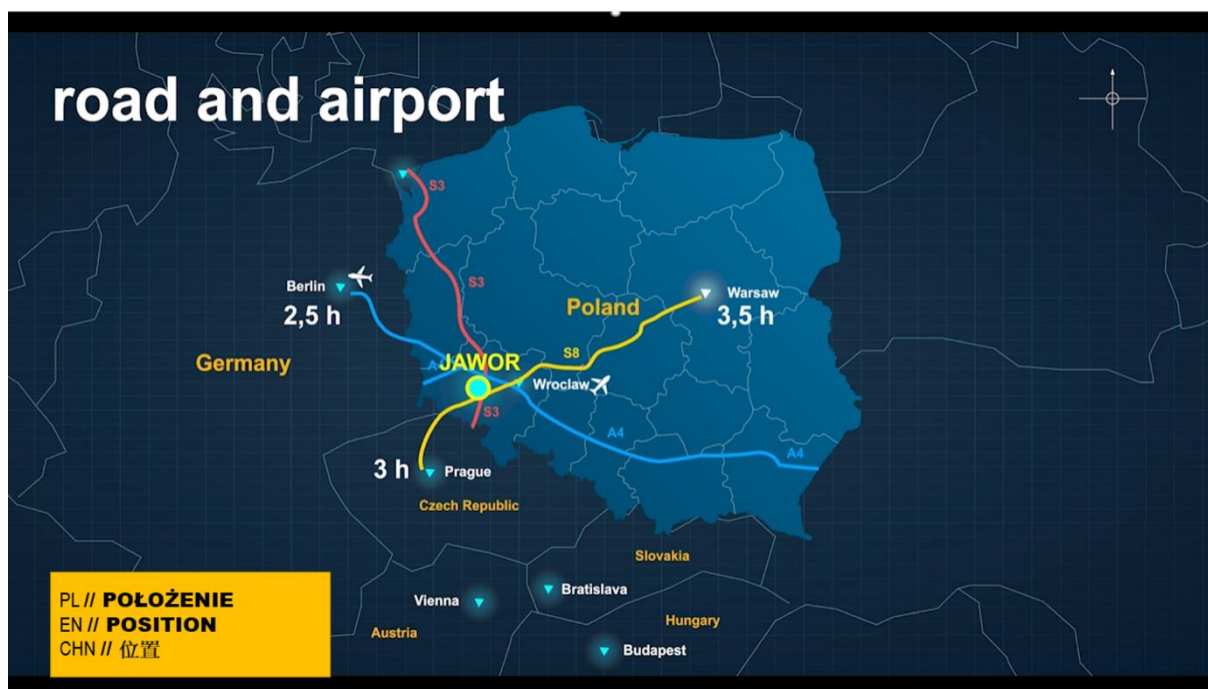 road and airport
S3
Berlin
2,5 h
S3
Poland
Warsaw
3,5 h
Germany
S8
JAWOR
Wroclaw
S3
A4
A4
3 h
Prague
Czech Republic
Slovakia
Bratislava
Vienna
Hungary
Austria
Budapest
PL // POŁOŻENIE
EN // POSITION
CHN // 位置